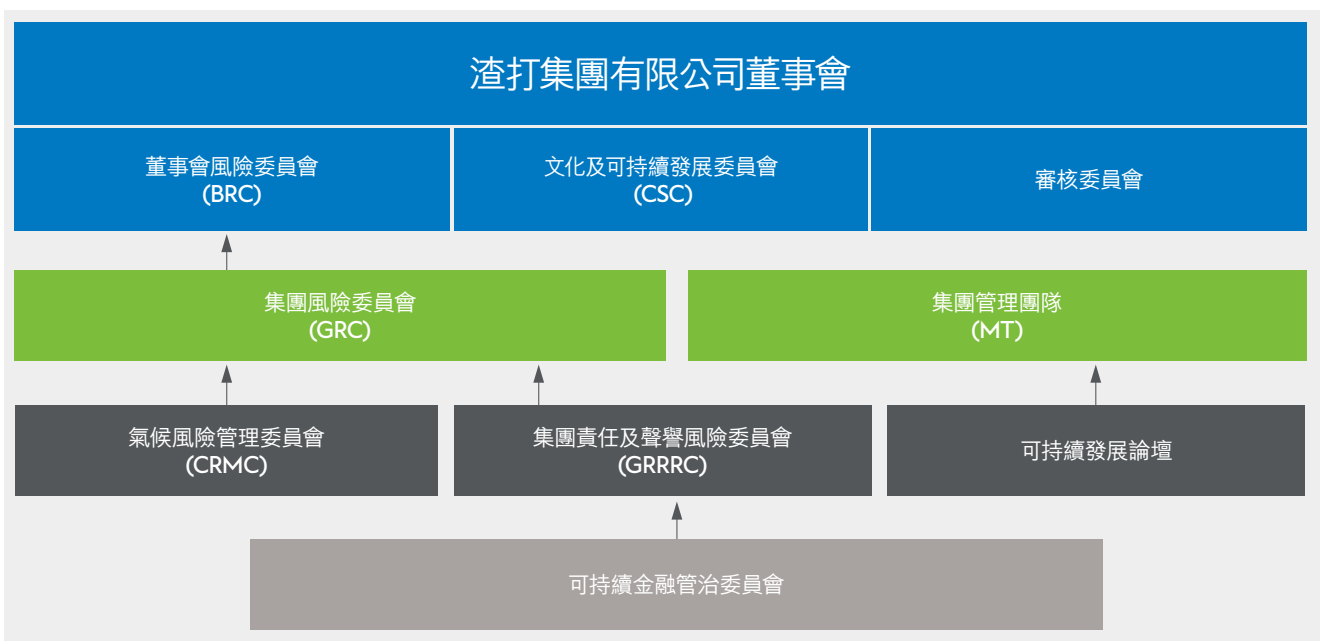 渣打集團有限公司董事會
董事會風險委員會
(BRC)
文化及可持續發展委員會
(CSC)
審核委員會
集團風險委員會
(GRC)
集團管理團隊
(MT)
氣候風險管理委員會
(CRMC)
集團責任及聲譽風險委員會
(GRRRC)
可持續發展論壇
可持續金融管治委員會